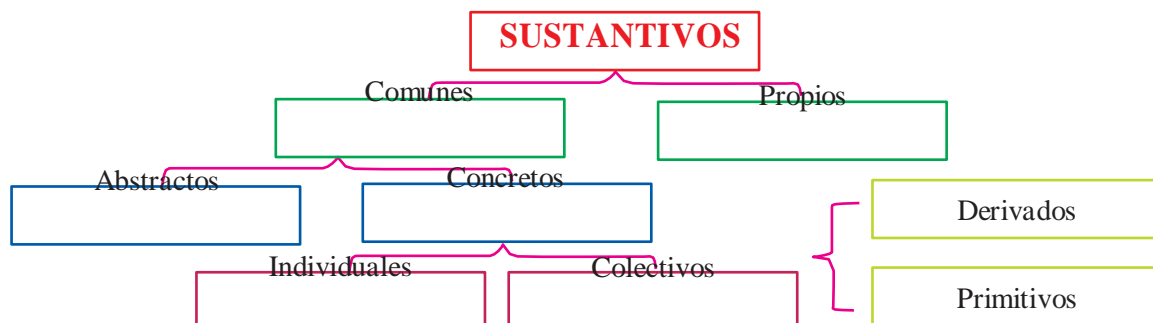 SUSTANTIVOS
Comunes
Propios
Abstractos
Concretos
Derivados
Individuales
Colectivos
Primitivos